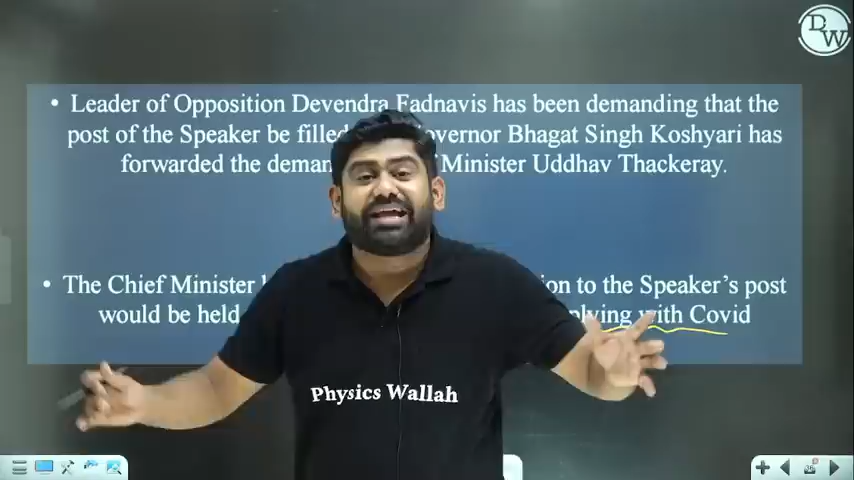 PW
• Leader of Opposition Devendra Fadnavis has been demanding that the
post of the Speaker be filled overnor Bhagat Singh Koshyari has
forwarded the deman Minister Uddhav Thackeray.
• The Chief Minister ion to the Speaker's post
would be held plying with Covid
Physics Wallah